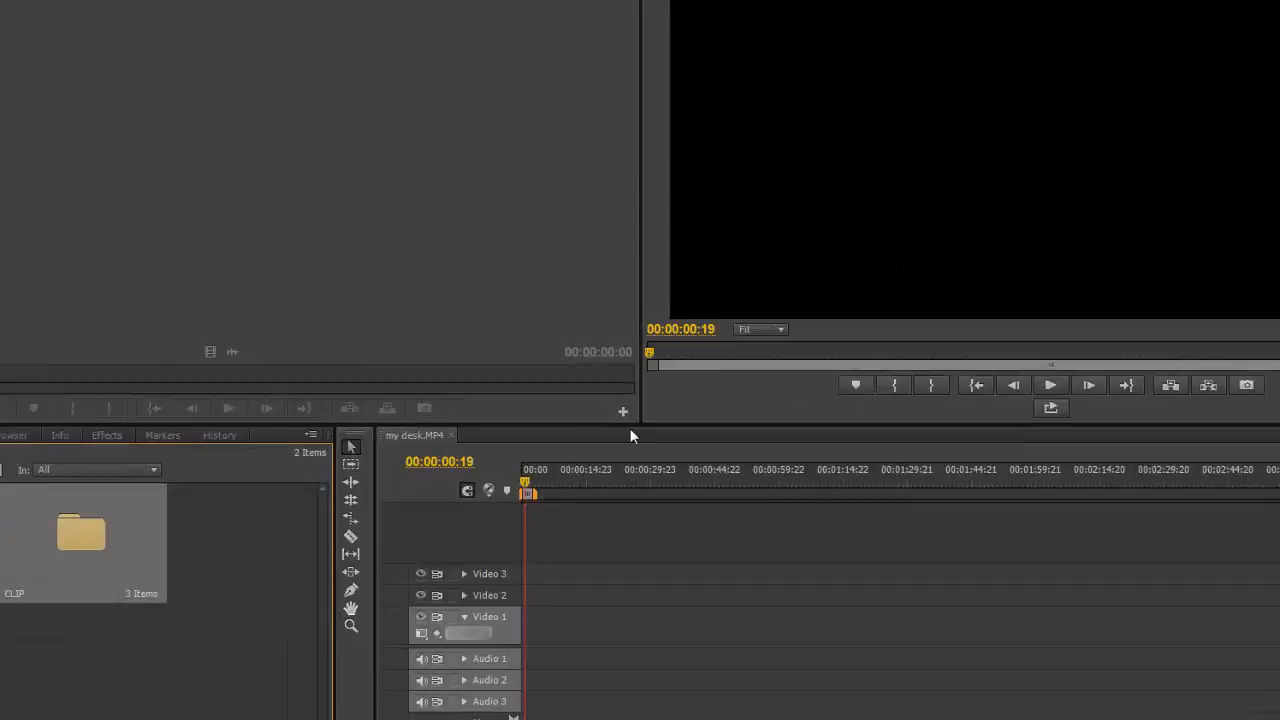 00:00:00:19
Fit
00:00:00:00
Info
Effects
Markers
History
my desk.MP4
2 Items
In:
All
00:00:00:19
00:00
00:00:14:23
00:00:29:23
00:00:44:22
00:00:59:22
00:01:14:22
00:01:29:21
00:01:44:21
00:01:59:21
00:02:14:20
00:02:29:20
00:02:44:20
Video 3
CLIP
3 Items
Video 2
Video 1
Audio 1
Audio 2
Audio 3